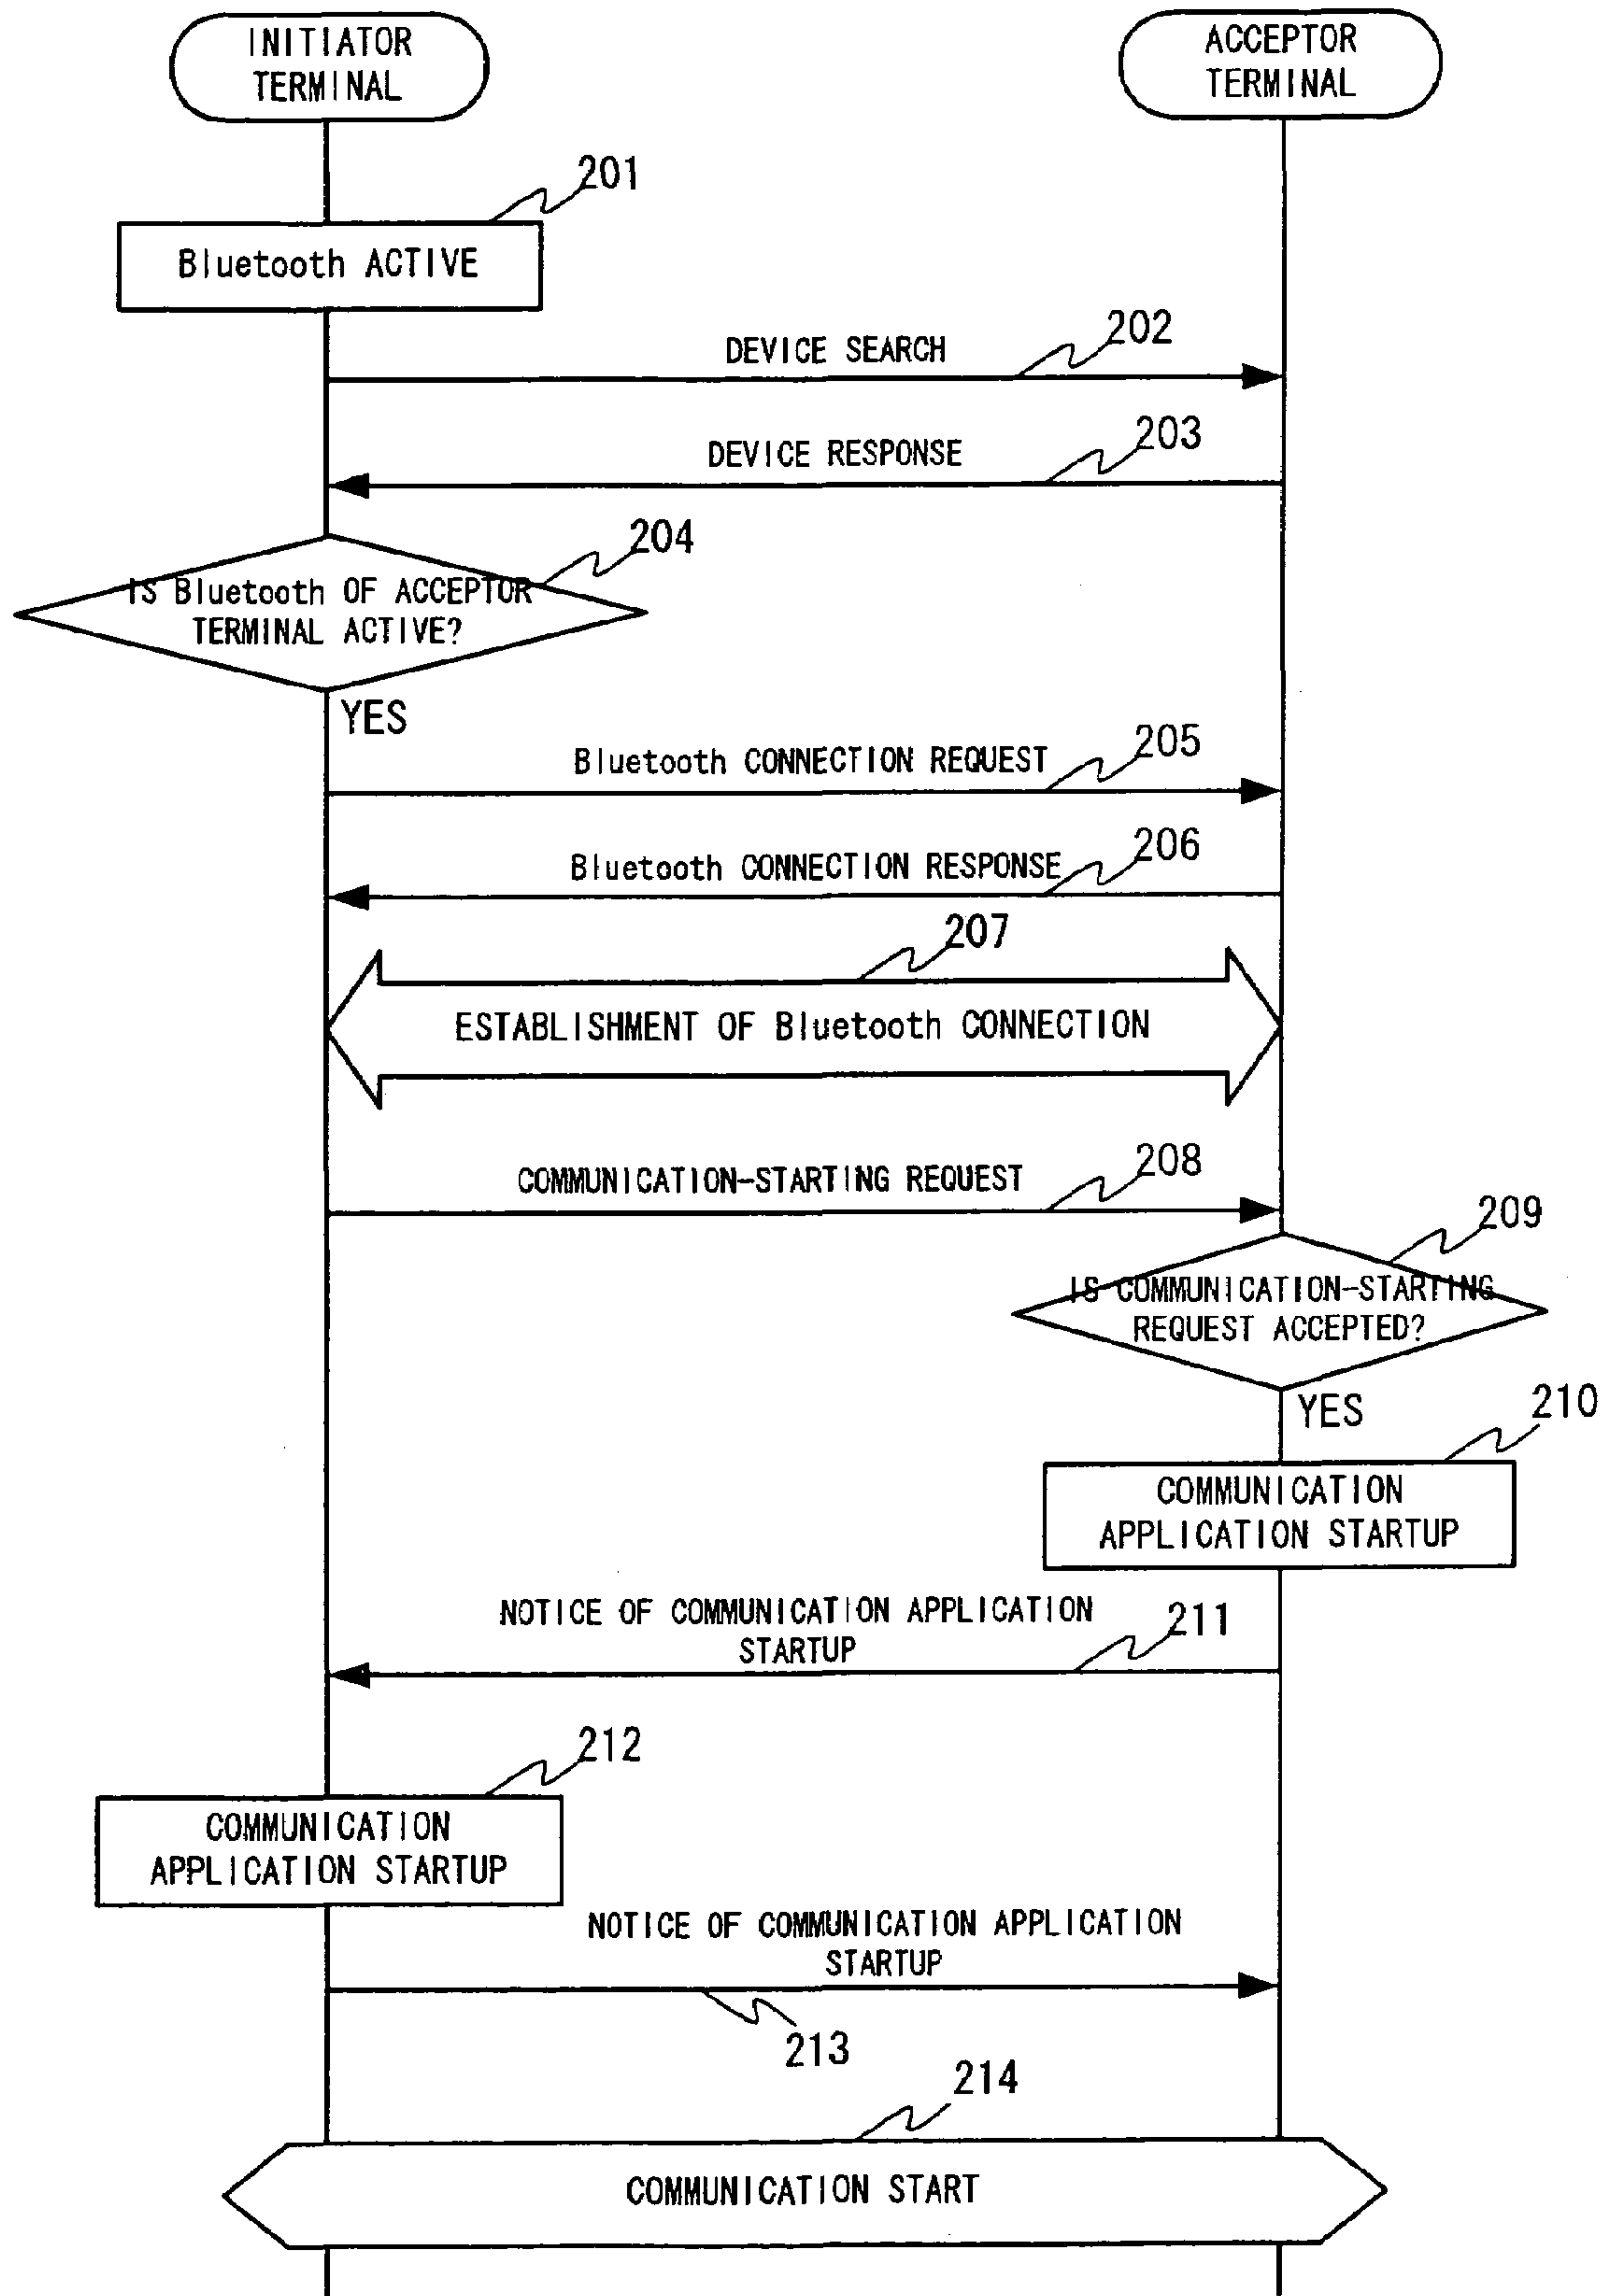 INITIATOR
TERMINAL
ACCEPTOR
TERMINAL
201
Bluetooth ACTIVE
202
DEVICE SEARCH
203
DEVICE RESPONSE
204
IS Bluetooth OF ACCEPTOR
TERMINAL ACTIVE?
YES
205
Bluetooth CONNECTION REQUEST
206
Bluetooth CONNECTION RESPONSE
207
ESTABLISHMENT OF Bluetooth CONNECTION
208
COMMUNICATION-STARTING REQUEST
209
IS COMMUNICATION-STARTING
REQUEST ACCEPTED?
YES
210
COMMUNICATION
APPLICATION STARTUP
NOTICE OF COMMUNICATION APPLICATION
STARTUP
211
212
COMMUNICATION
APPLICATION STARTUP
NOTICE OF COMMUNICATION APPLICATION
STARTUP
213
214
COMMUNICATION START